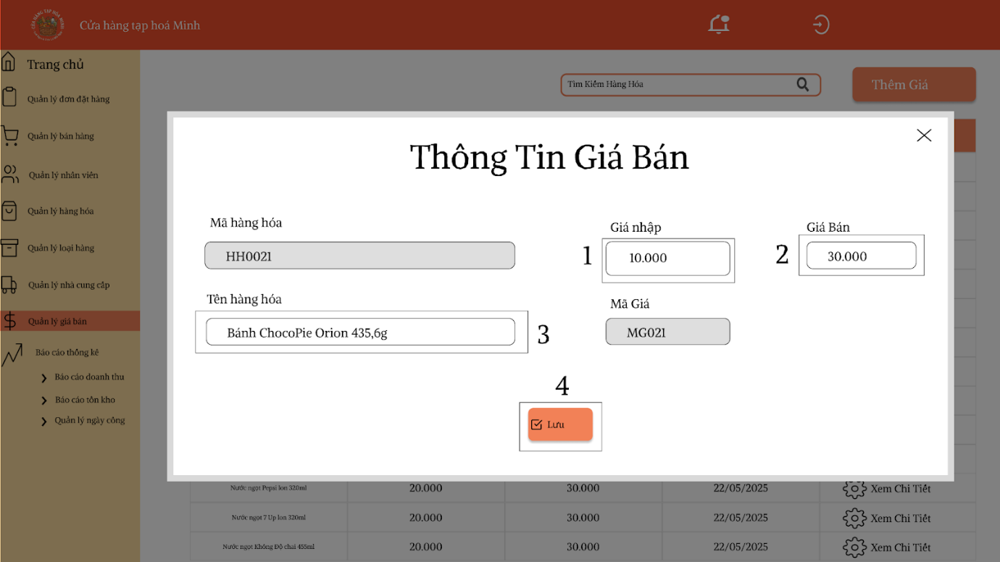 CỬA HÀNG TẠP HÓA MINH
Cửa hàng tạp hoá Minh
Trang chủ
Quản lý đơn đặt hàng
Quản lý bán hàng
Quản lý nhân viên
Quản lý hàng hóa
Quản lý loại hàng
Quản lý nhà cung cấp
Quản lý giá bán
Báo cáo thống kê
Báo cáo doanh thu
Báo cáo tồn kho
Quản lý ngày công
Tìm Kiếm Hàng Hóa
Thêm Giá
Thông Tin Giá Bán
Mã hàng hóa
HH0021
Giá nhập
1
10.000
Giá Bán
2
30.000
Tên hàng hóa
Bánh ChocoPie Orion 435,6g
3
Mã Giá
MG021
4
Lưu
Nước ngọt Pepsi lon 320ml 20.000 30.000 22/05/2025 Xem Chi Tiết
Nước ngọt 7 Up lon 320ml 20.000 30.000 22/05/2025 Xem Chi Tiết
Nước ngọt Không Độ chai 455ml 20.000 30.000 22/05/2025 Xem Chi Tiết